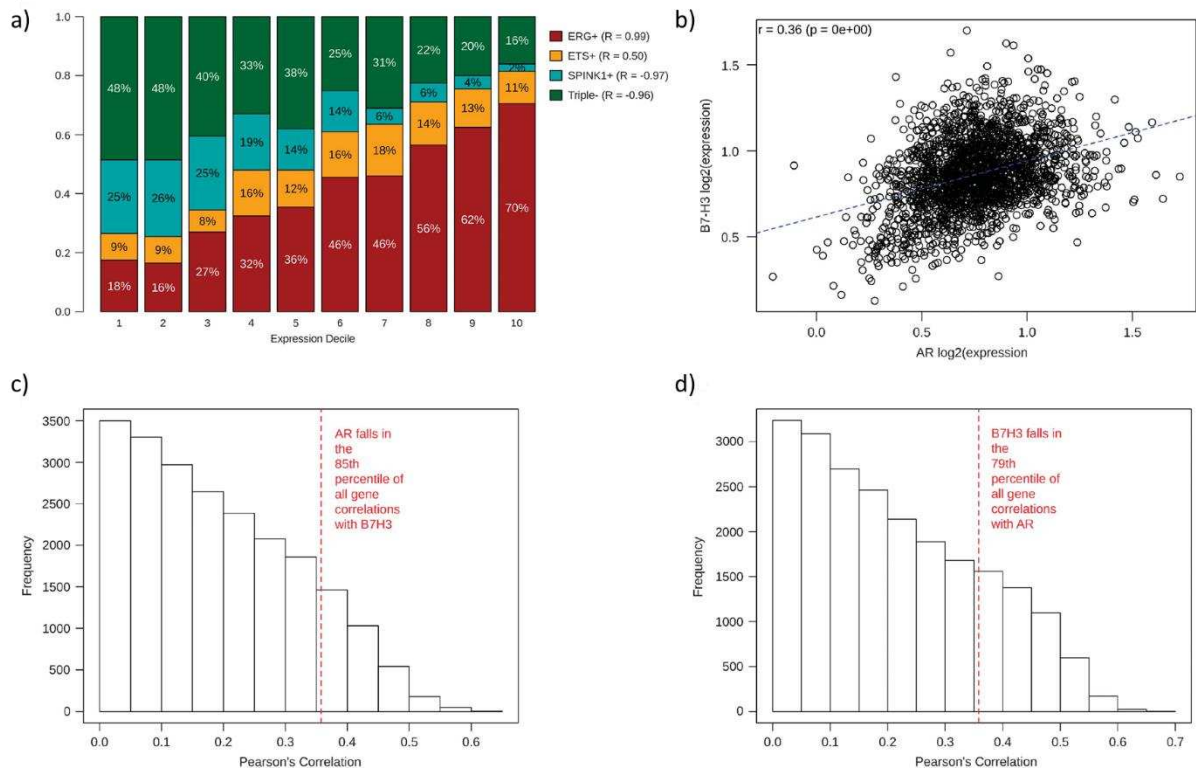 a)
1.0
0.8
0.6
0.4
0.2
0.0
48%
25%
9%
18%
48%
26%
9%
16%
40%
25%
8%
27%
33%
19%
16%
32%
38%
14%
12%
36%
25%
14%
16%
46%
31%
6%
18%
46%
22%
6%
14%
56%
20%
4%
13%
62%
16%
2%
11%
70%
1 2 3 4 5 6 7 8 9 10
Expression Decile
ERG+ (R = 0.99)
ETS+ (R = 0.50)
SPINK1+ (R = -0.97)
Triple- (R = -0.96)
b)
r = 0.36 (p = 0e+00)
B7-H3 log2(expression)
1.5
1.0
0.5
0.0 0.5 1.0 1.5
AR log2(expression
c)
Frequency
3500
3000
2500
2000
1500
1000
500
0
AR falls in
the
85th
percentile of
all gene
correlations
with B7H3
0.0 0.1 0.2 0.3 0.4 0.5 0.6
Pearson's Correlation
d)
Frequency
3000
2500
2000
1500
1000
500
0
B7H3 falls in
the
79th
percentile of
all gene
correlations
with AR
0.0 0.1 0.2 0.3 0.4 0.5 0.6 0.7
Pearson's Correlation